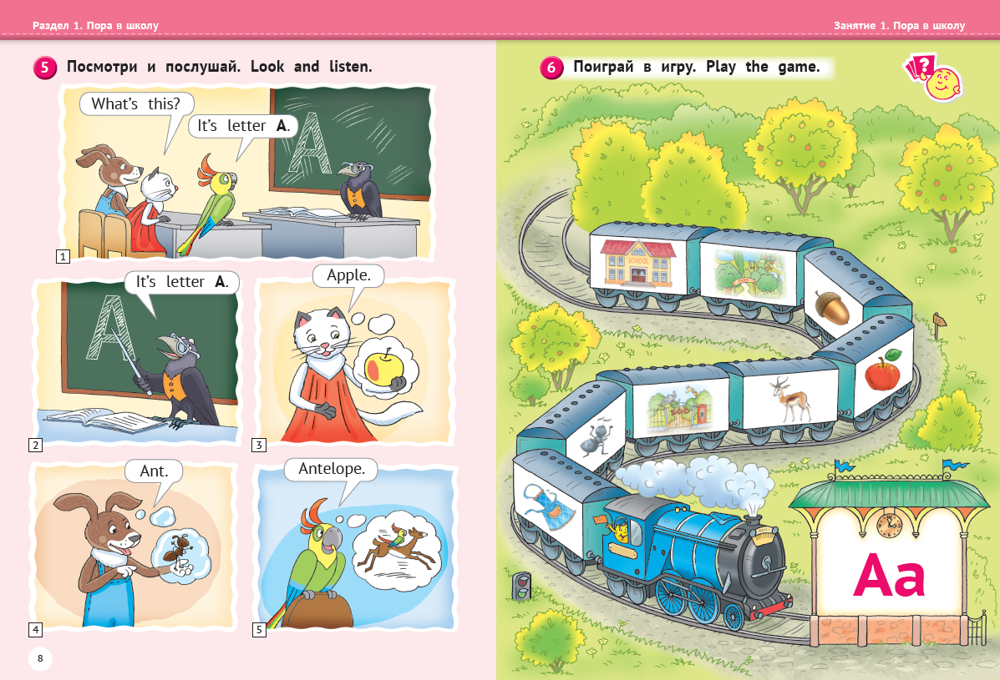 Раздел 1. Пора в школу
5 Посмотри и послушай. Look and listen.
What's this?
It's letter A.
A
1
It's letter A.
A
2
Apple.
3
Ant.
4
Antelope.
5
8
Занятие 1. Пора в школу
6 Поиграй в игру. Play the game.
?
SCHOOL
PARK
ZOO
Aa